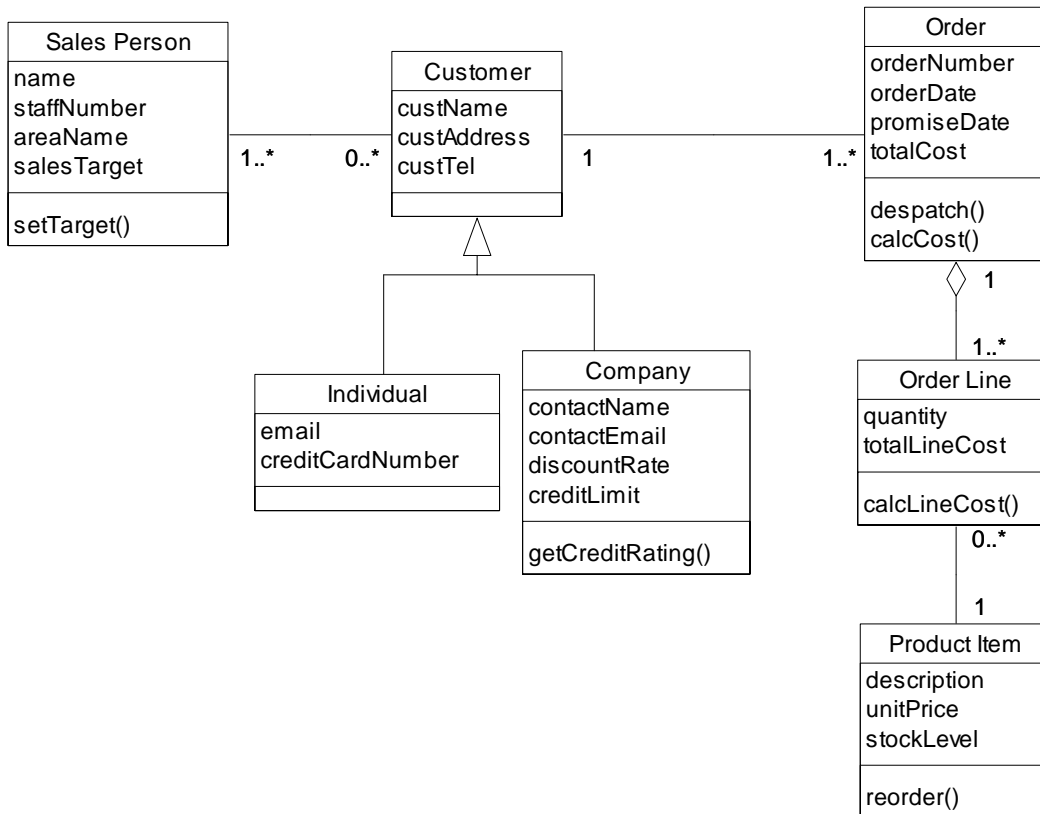 Sales Person
name
staffNumber
areaName
salesTarget
setTarget()
1..*
0..*
Customer
custName
custAddress
custTel
1
1..*
Order
orderNumber
orderDate
promiseDate
totalCost
despatch()
calcCost()
1
1..*
Individual
email
creditCardNumber
Company
contactName
contactEmail
discountRate
creditLimit
getCreditRating()
Order Line
quantity
totalLineCost
calcLineCost()
0..*
1
Product Item
description
unitPrice
stockLevel
reorder()